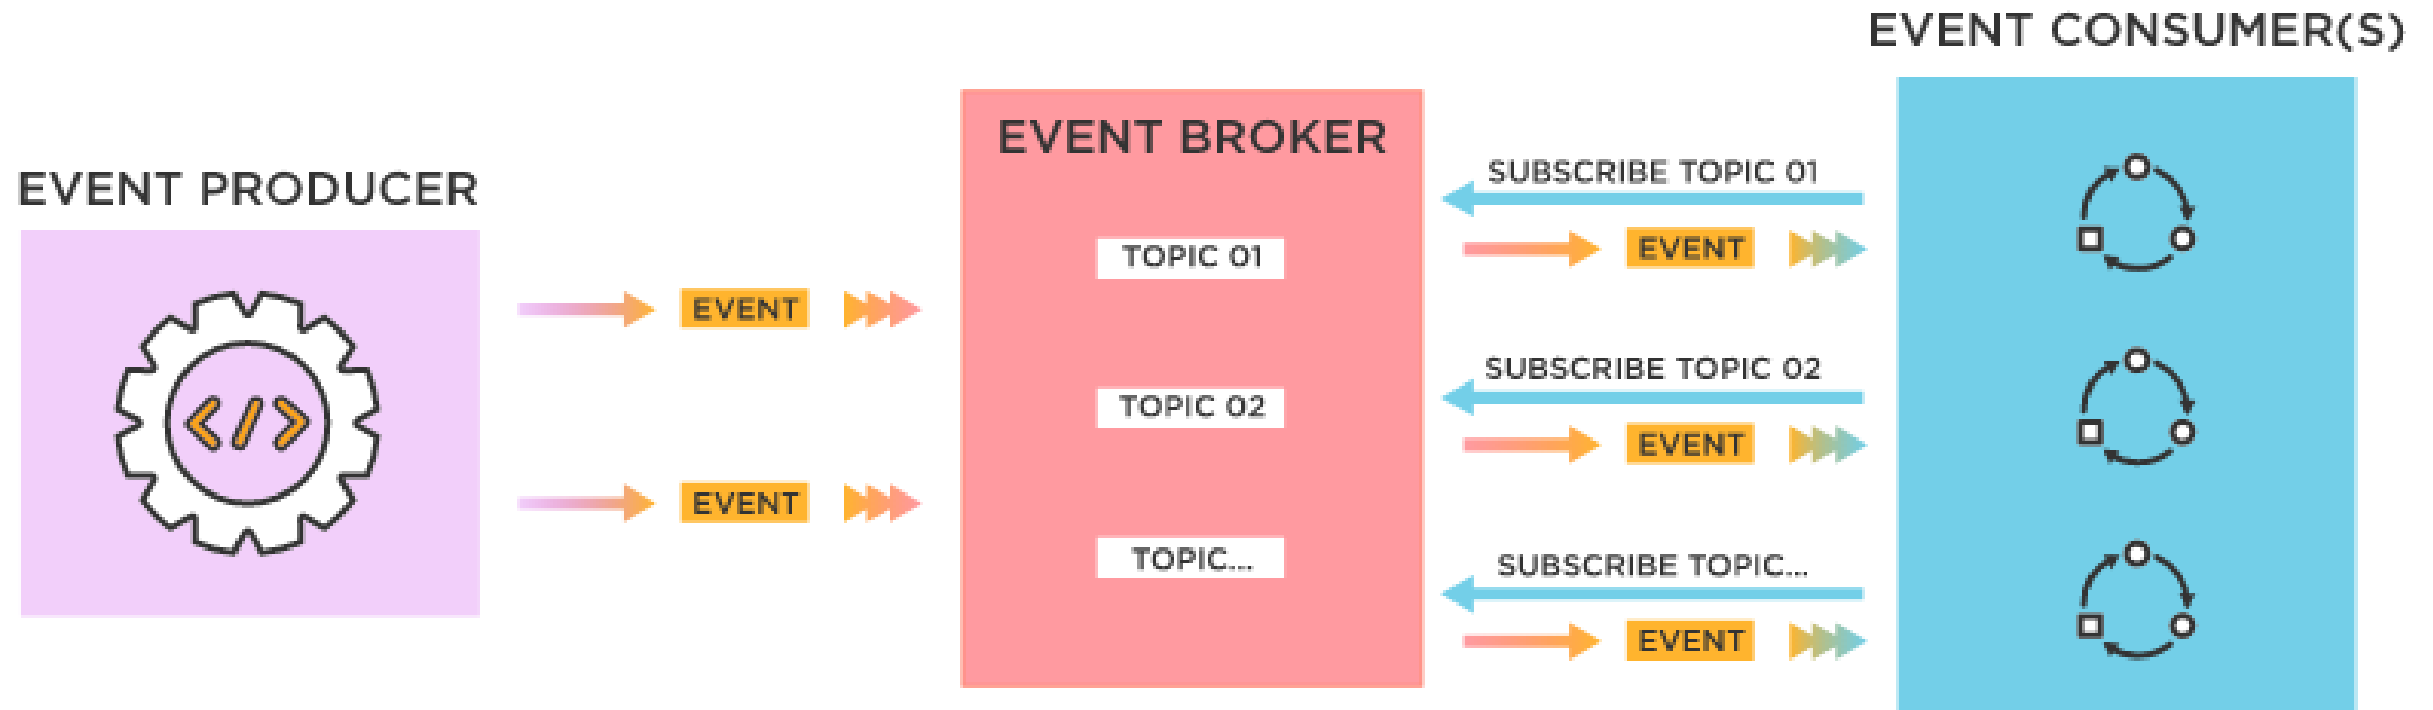 EVENT PRODUCER
</>
EVENT
EVENT
EVENT BROKER
TOPIC 01
TOPIC 02
TOPIC...
SUBSCRIBE TOPIC 01
EVENT
SUBSCRIBE TOPIC 02
EVENT
SUBSCRIBE TOPIC...
EVENT
EVENT CONSUMER(S)